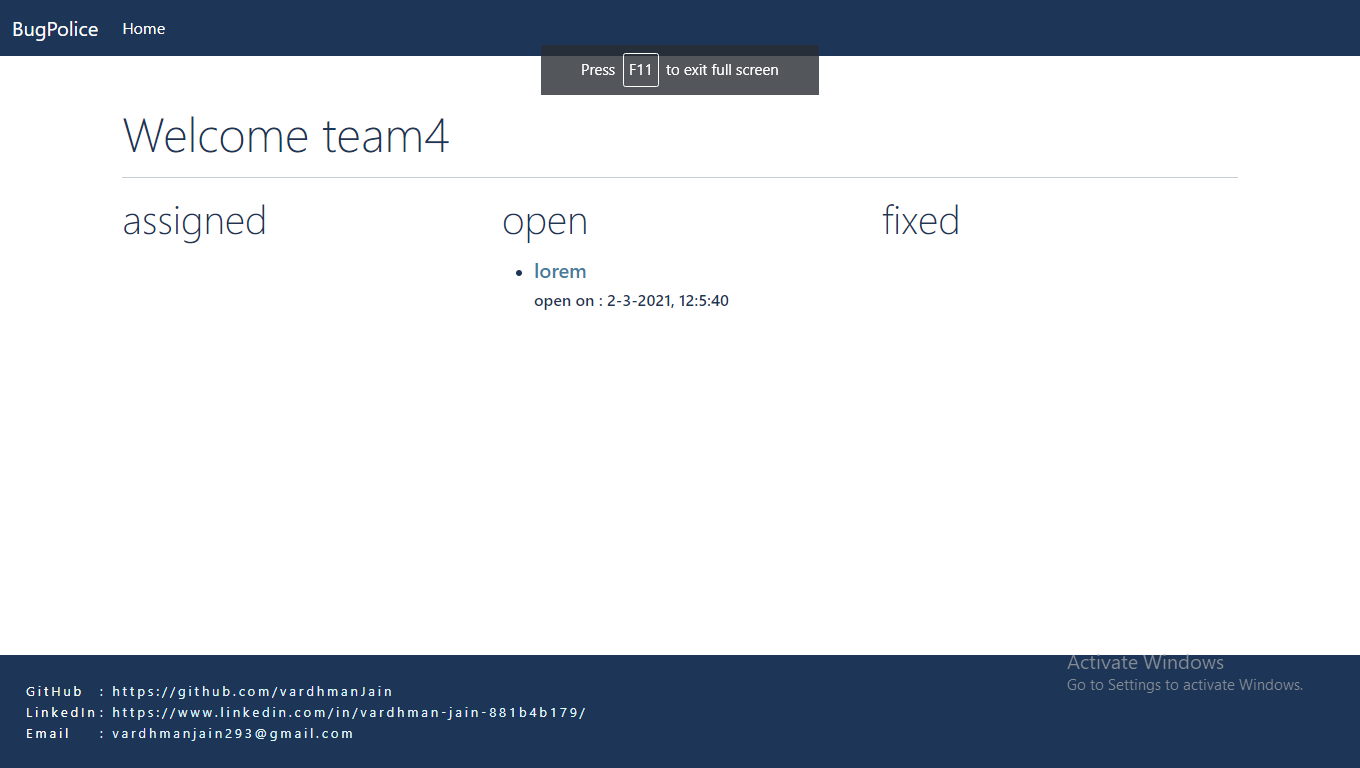 BugPolice Home
Press F11 to exit full screen
Welcome team4
assigned
open
lorem
open on : 2-3-2021, 12:5:40
fixed
Activate Windows
Go to Settings to activate Windows.
GitHub : https://github.com/vardhmanJain
LinkedIn : https://www.linkedin.com/in/vardhman-jain-881b4b179/
Email : vardhmanjain293@gmail.com